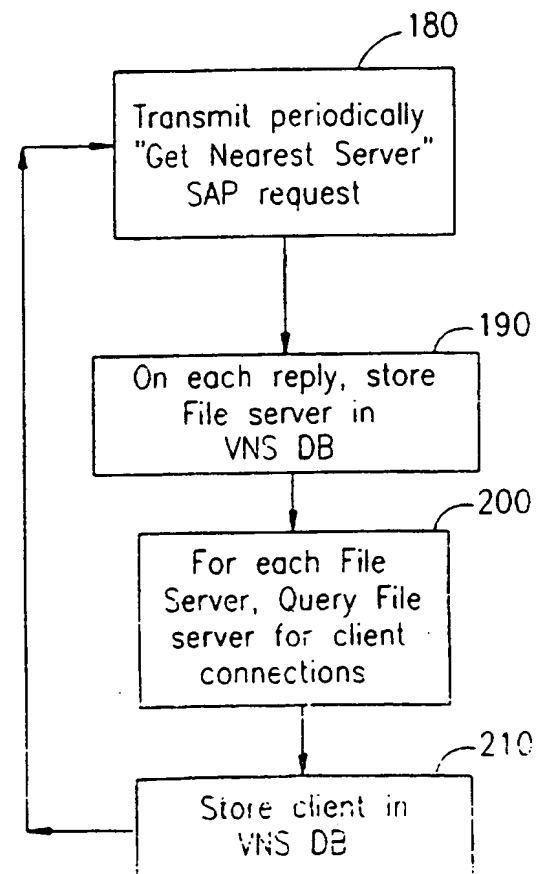 180
Transmit periodically
"Get Nearest Server"
SAP request
190
On each reply, store
File server in
VNS DB
200
For each File
Server, Query File
server for client
connections
210
Store client in
VNS DB